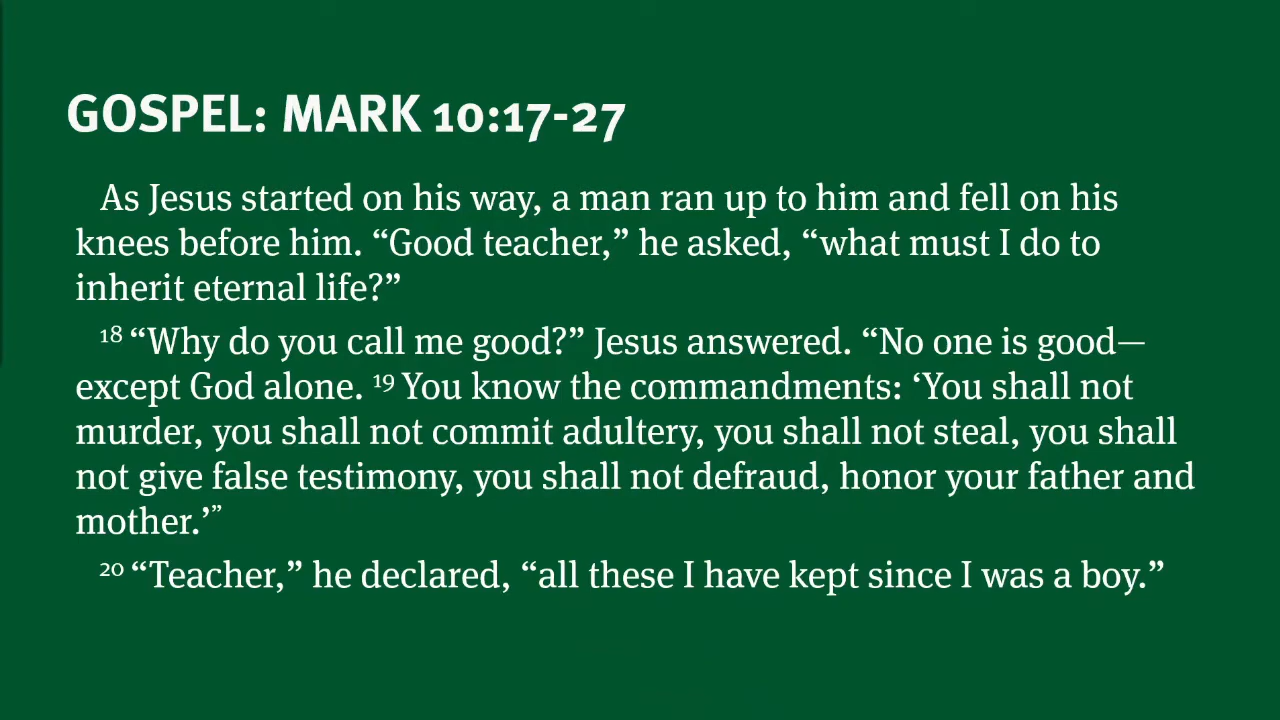 GOSPEL: MARK 10:17-27
As Jesus started on his way, a man ran up to him and fell on his
knees before him. “Good teacher,” he asked, “what must I do to
inherit eternal life?”
18 “Why do you call me good?” Jesus answered. “No one is good—
except God alone. 19 You know the commandments: ‘You shall not
murder, you shall not commit adultery, you shall not steal, you shall
not give false testimony, you shall not defraud, honor your father and
mother.’”
20 “Teacher,” he declared, “all these I have kept since I was a boy.”